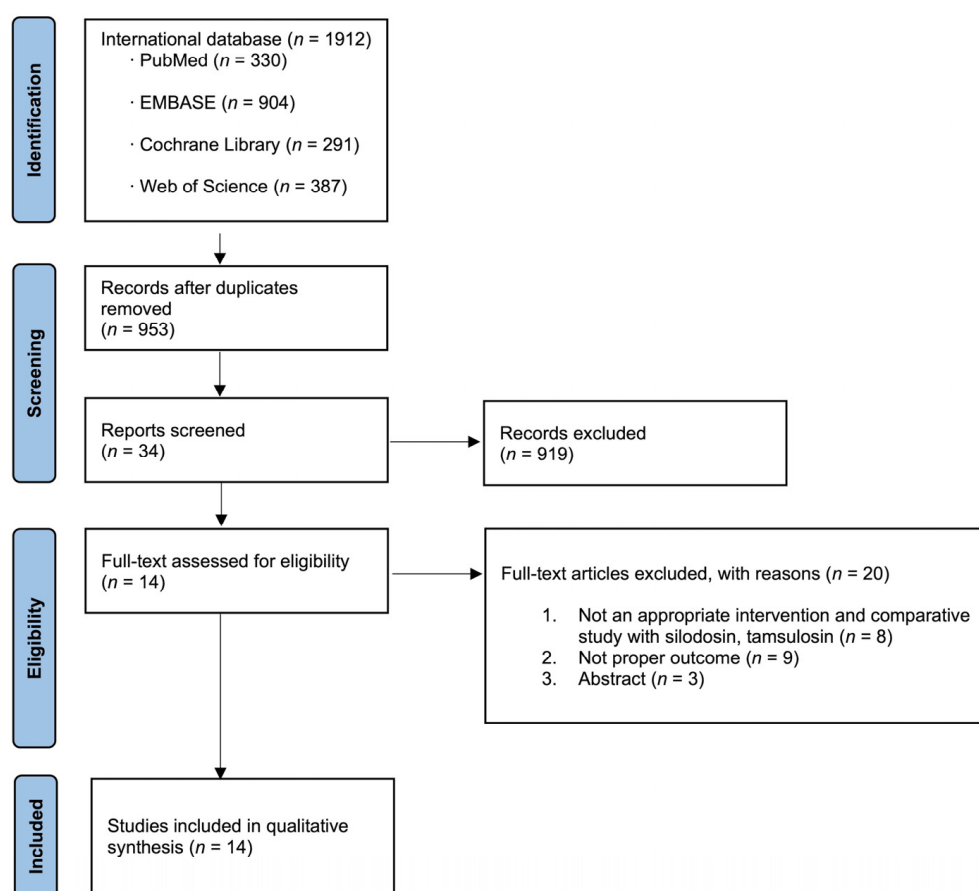 Identification
International database (n = 1912)
· PubMed (n = 330)
· EMBASE (n = 904)
· Cochrane Library (n = 291)
· Web of Science (n = 387)
Screening
Records after duplicates
removed
(n = 953)
Reports screened
(n = 34)
Records excluded
(n = 919)
Eligibility
Full-text assessed for eligibility
(n = 14)
Full-text articles excluded, with reasons (n = 20)
1. Not an appropriate intervention and comparative
study with silodosin, tamsulosin (n = 8)
2. Not proper outcome (n = 9)
3. Abstract (n = 3)
Included
Studies included in qualitative
synthesis (n = 14)